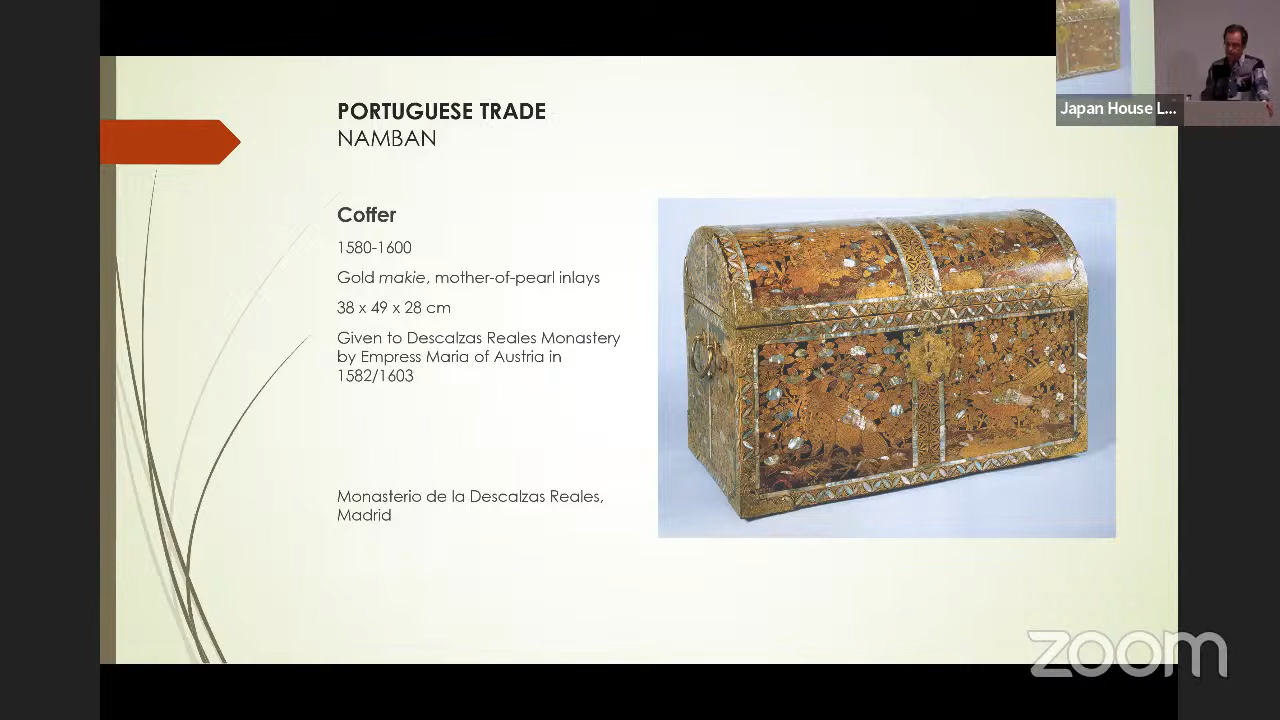 PORTUGUESE TRADE
NAMBAN
Coffer
1580-1600
Gold makie, mother-of-pearl inlays
38 x 49 x 28 cm
Given to Descalzas Reales Monastery
by Empress Maria of Austria in
1582/1603
Monasterio de la Descalzas Reales,
Madrid
Japan House L...
zoom